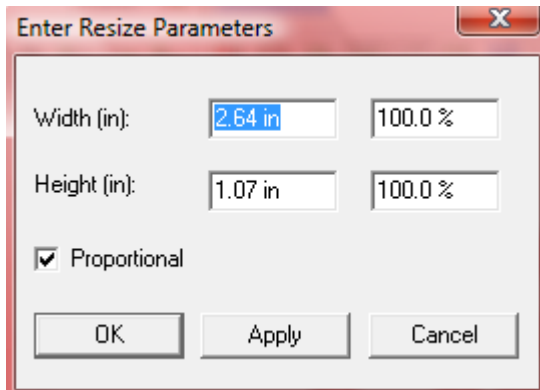 Enter Resize Parameters
Width (in): 2.64 in 100.0 %
Height (in): 1.07 in 100.0 %
Proportional
OK Apply Cancel